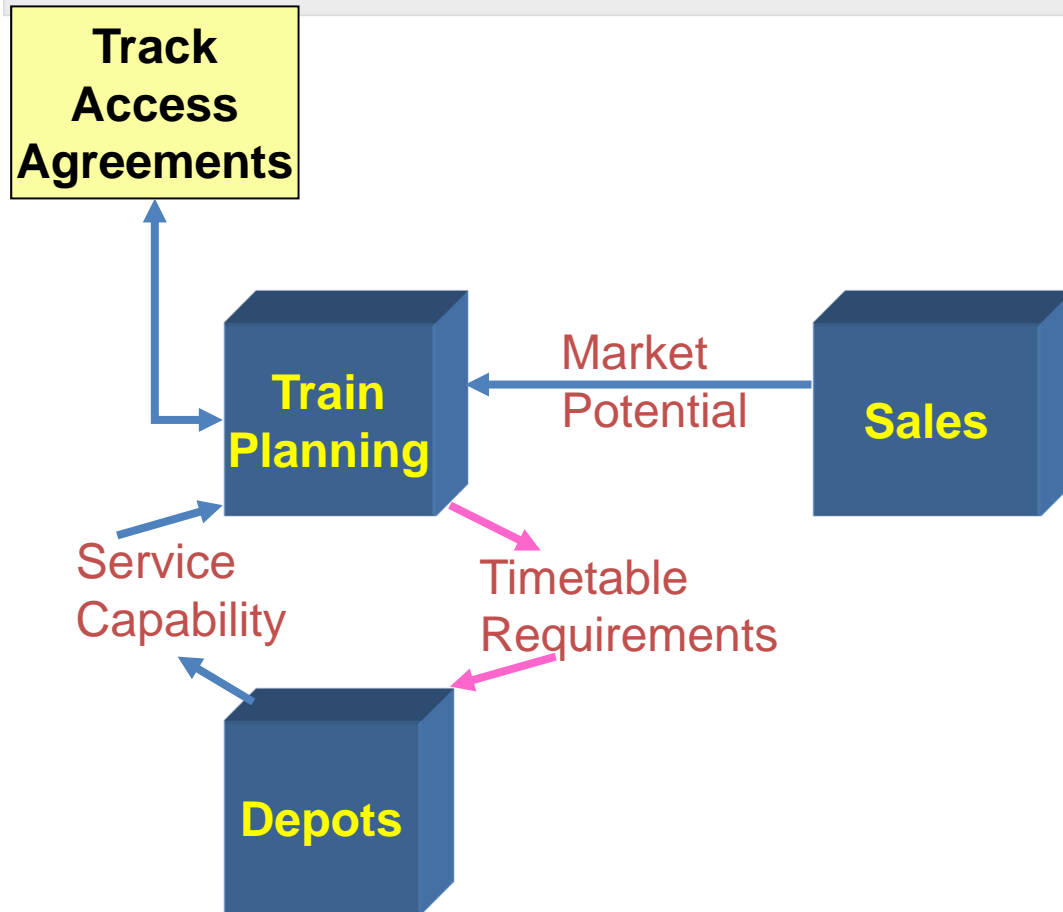 Track
Access
Agreements
Train
Planning
Market
Potential
Sales
Service
Capability
Timetable
Requirements
Depots